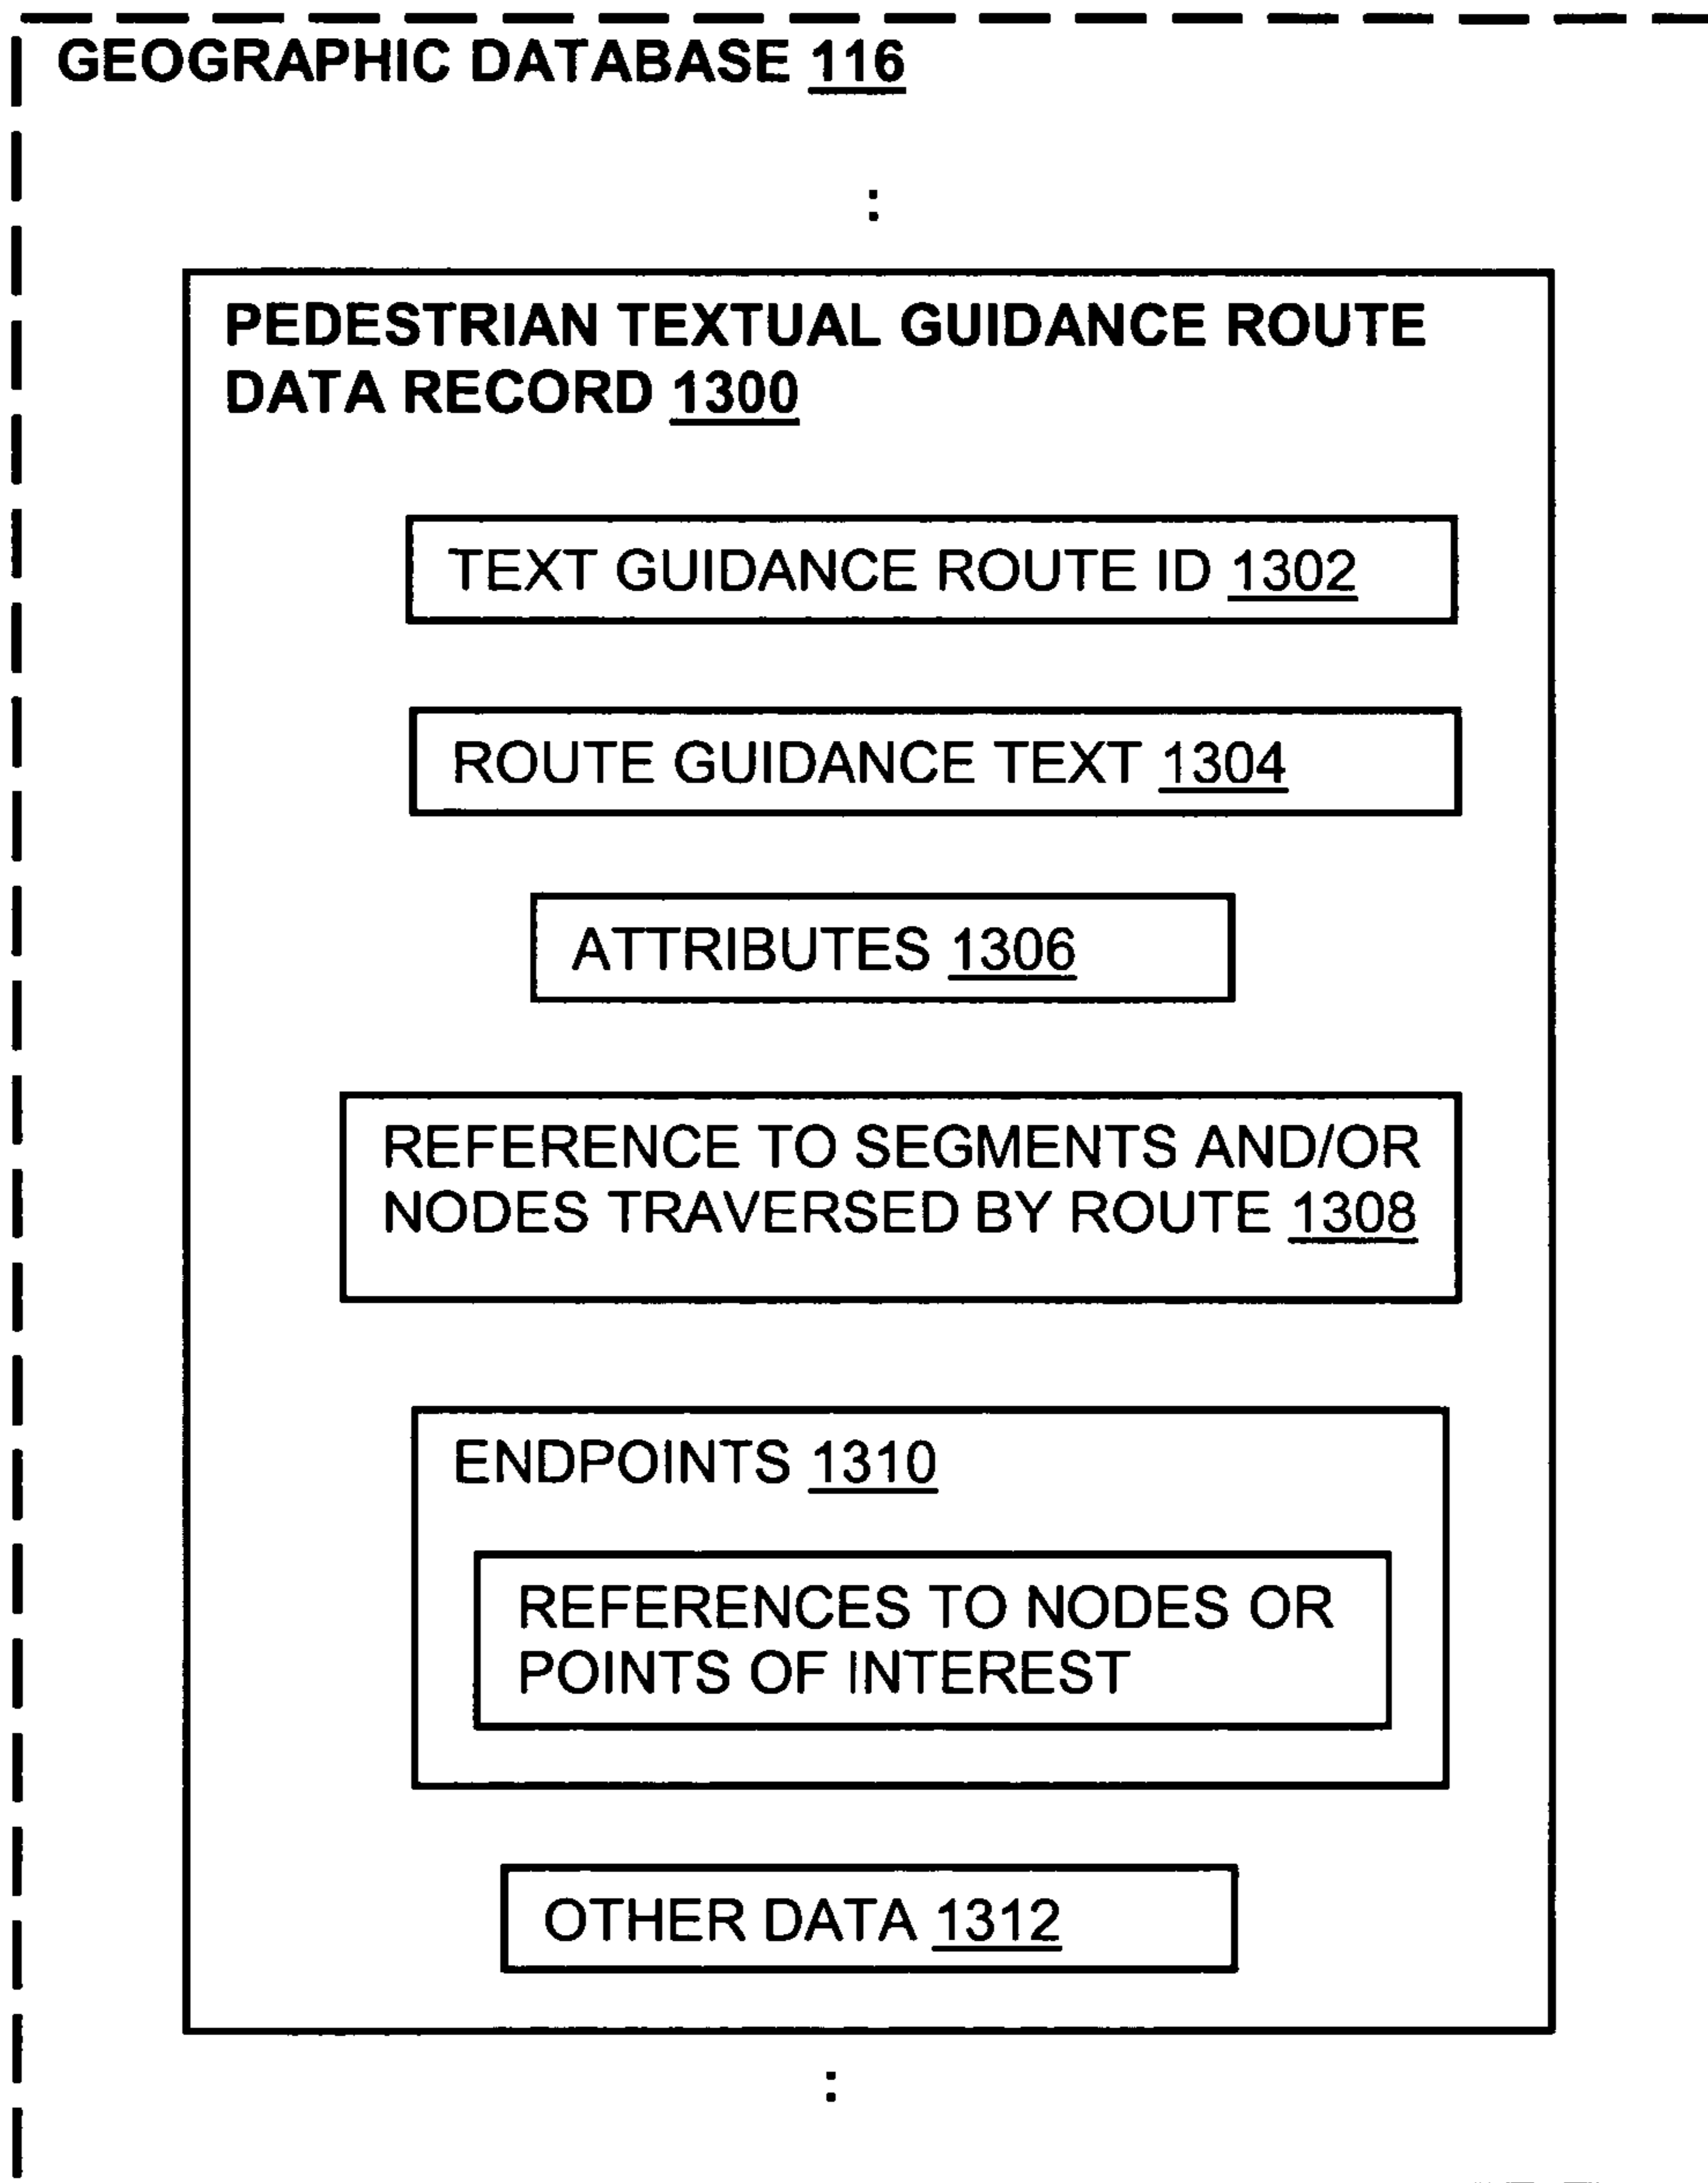 GEOGRAPHIC DATABASE 116
:
PEDESTRIAN TEXTUAL GUIDANCE ROUTE
DATA RECORD 1300
TEXT GUIDANCE ROUTE ID 1302
ROUTE GUIDANCE TEXT 1304
ATTRIBUTES 1306
REFERENCE TO SEGMENTS AND/OR
NODES TRAVERSED BY ROUTE 1308
ENDPOINTS 1310
REFERENCES TO NODES OR
POINTS OF INTEREST
OTHER DATA 1312
: